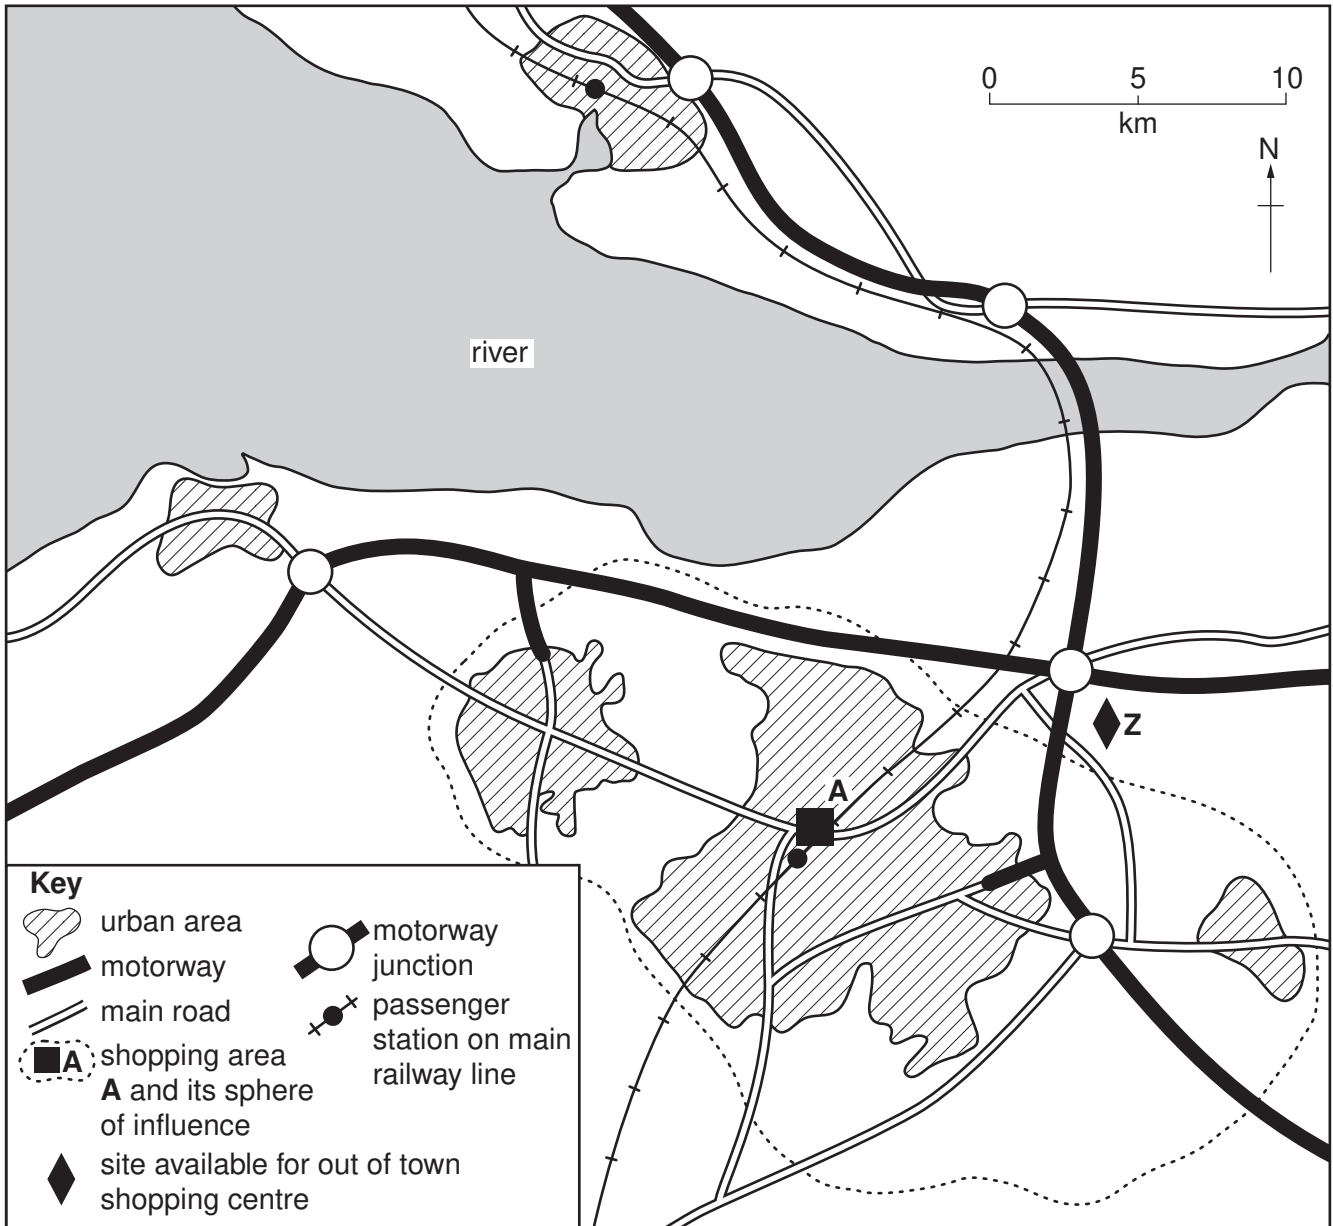 0 5 10
km
N
river
Z
A
Key
urban area
motorway
main road
A shopping area
A and its sphere
of influence
site available for out of town
shopping centre
motorway
junction
passenger
station on main
railway line